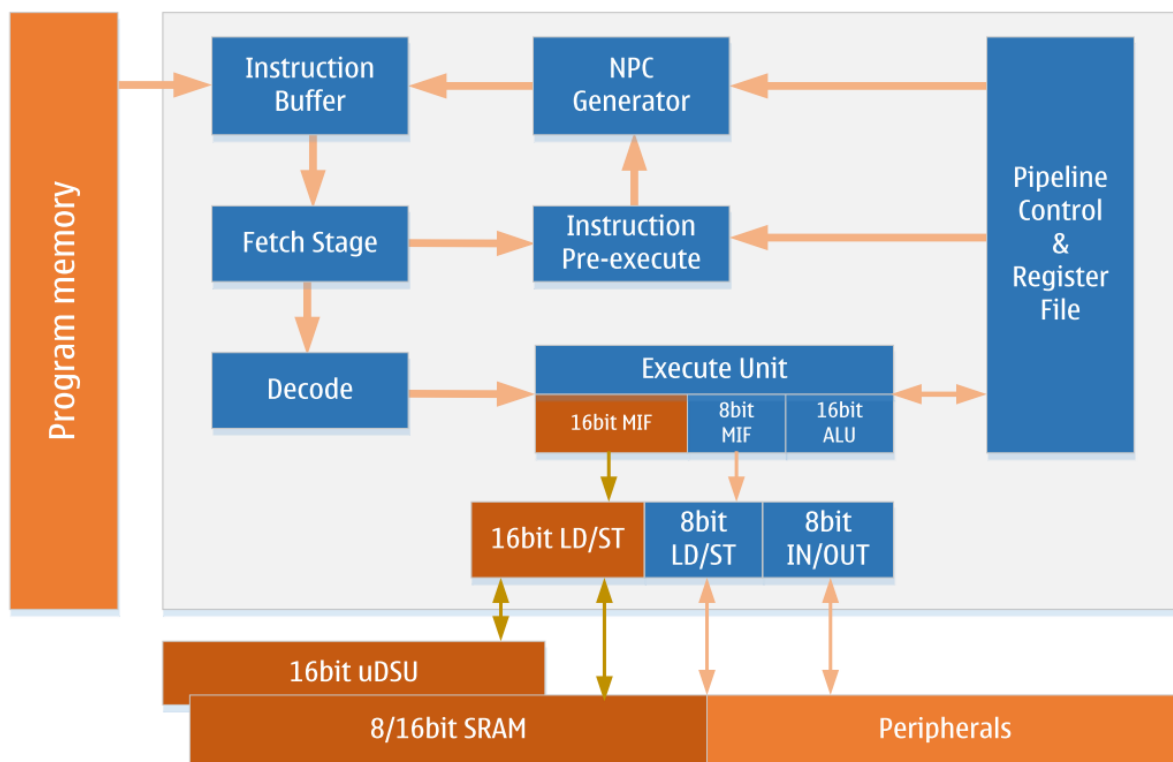 Program memory
Instruction
Buffer
NPC
Generator
Pipeline
Control
&
Register
File
Fetch Stage
Instruction
Pre-execute
Decode
Execute Unit
16bit MIF
8bit
MIF
16bit
ALU
16bit LD/ST
8bit
LD/ST
8bit
IN/OUT
16bit uDSU
8/16bit SRAM
Peripherals